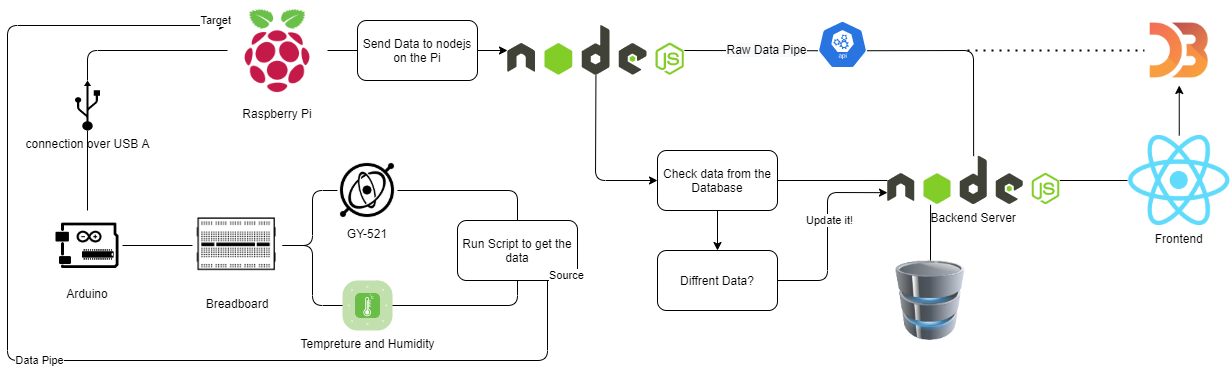 Target
Send Data to nodejs
on the Pi
node
JS
Raw Data Pipe
api
D3
Raspberry Pi
connection over USB A
Check data from the
Database
node
JS
Backend Server
Update it!
GY-521
Run Script to get the
data
Source
Frontend
Diffrent Data?
Arduino
Breadboard
Tempreture and Humidity
Data Pipe